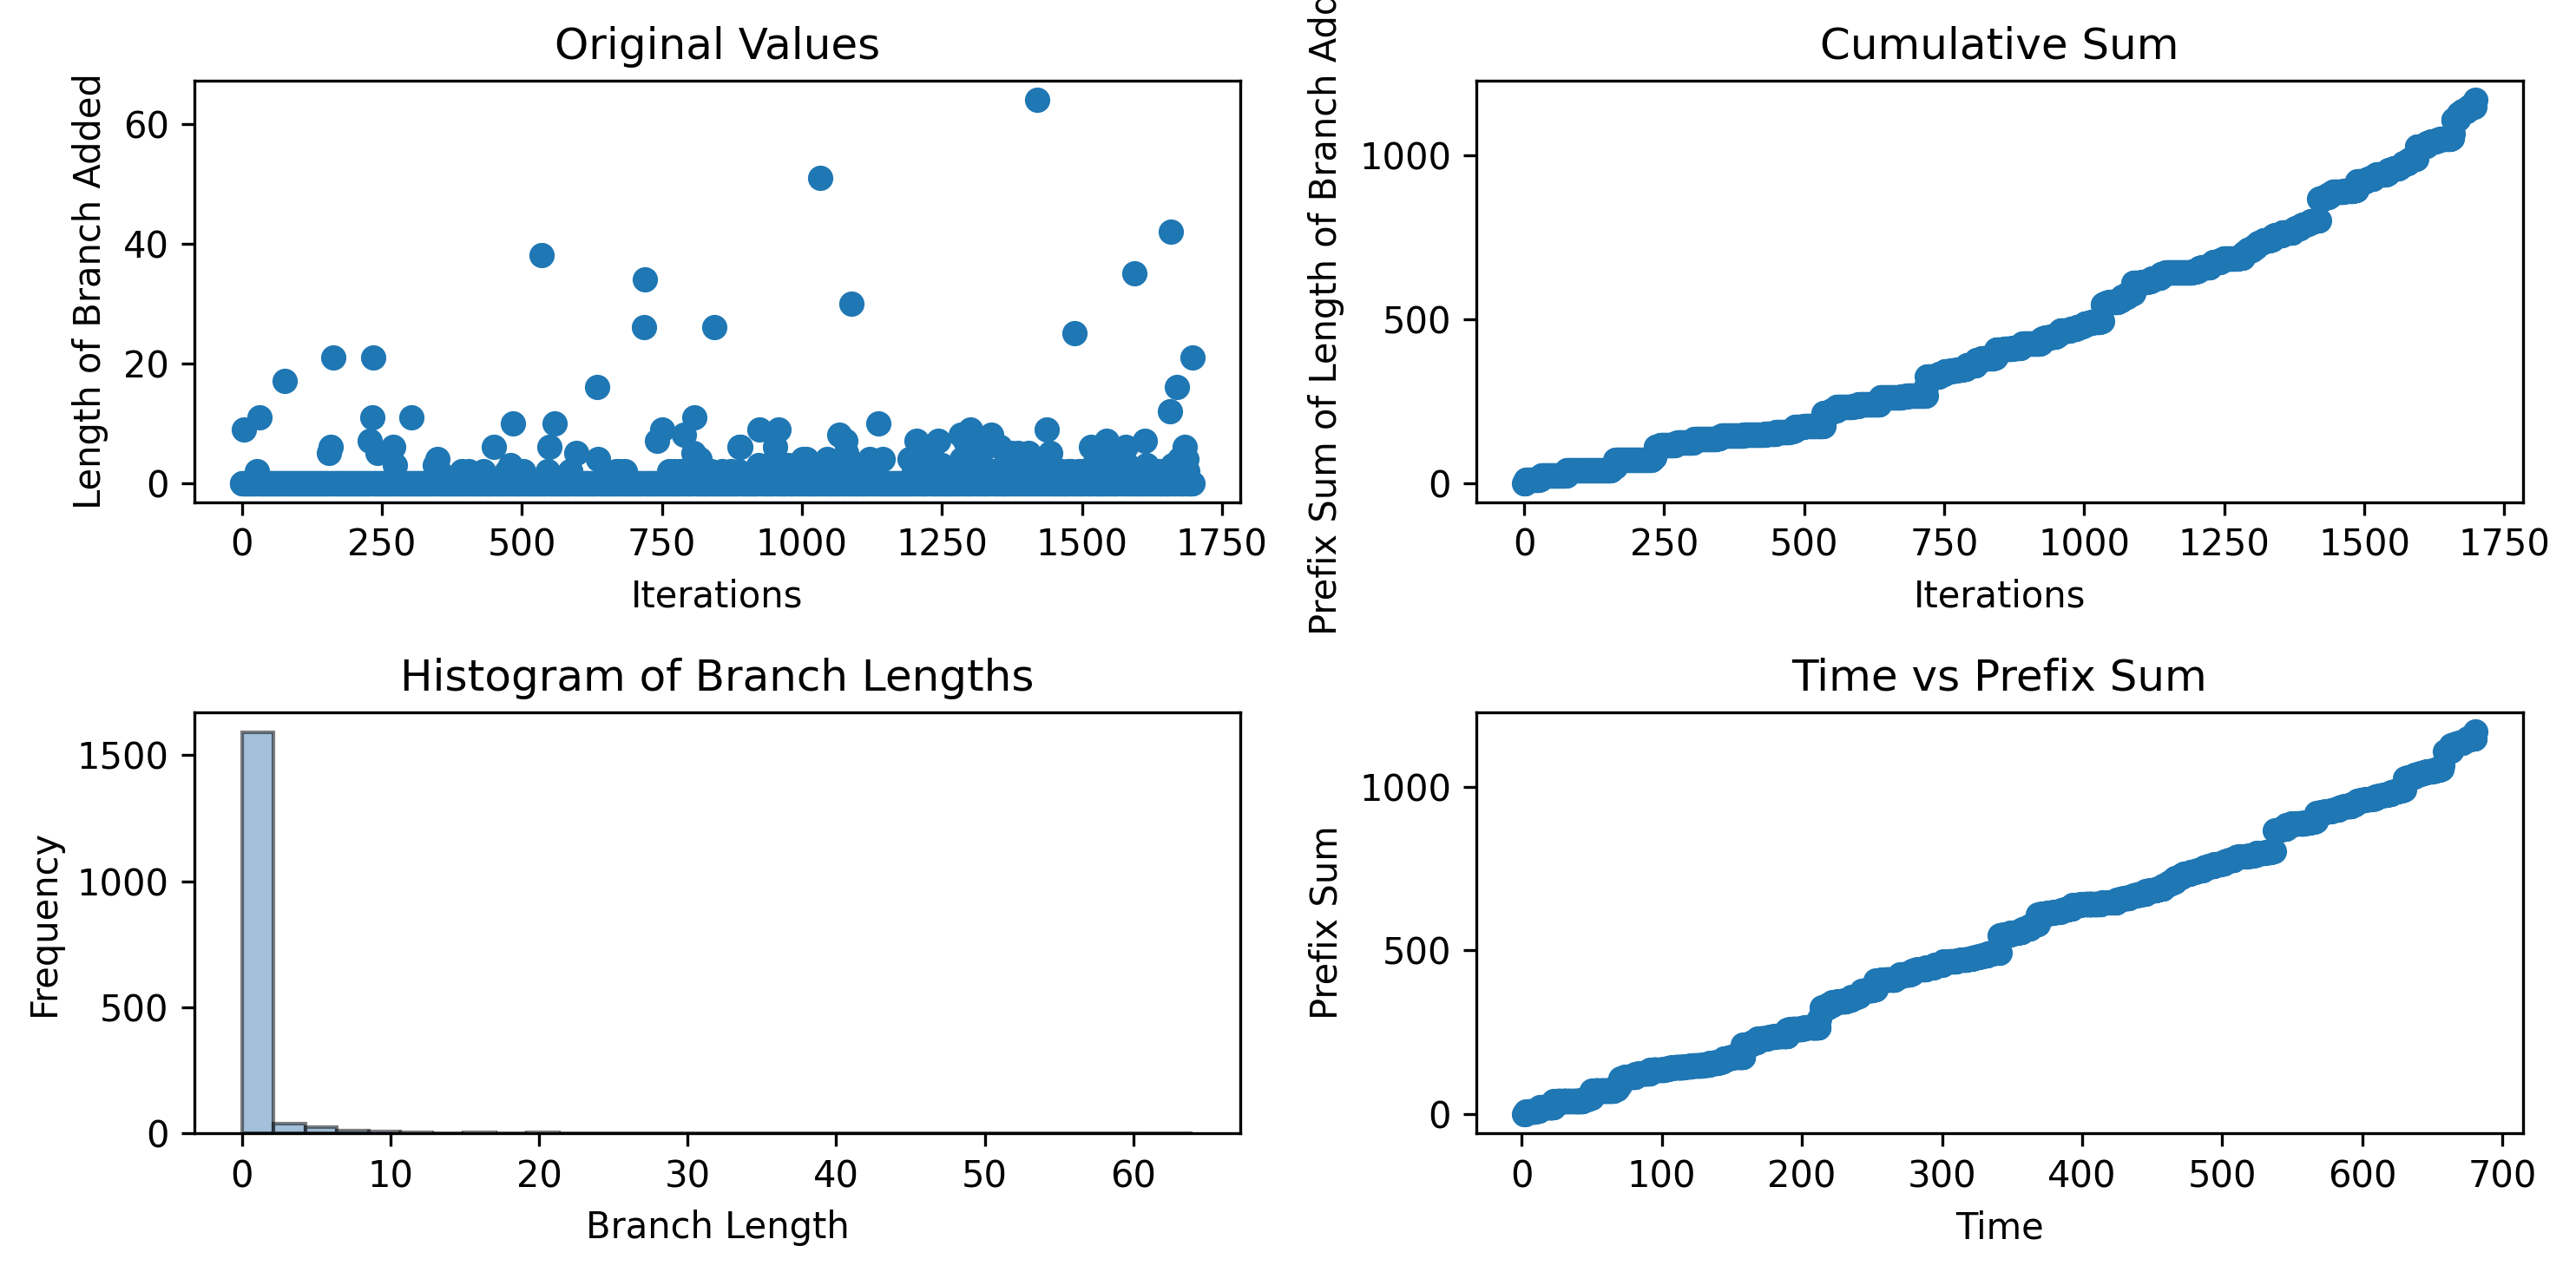 Original Values
Length of Branch Added
60
40
20
0
0 250 500 750 1000 1250 1500 1750
Iterations
Cumulative Sum
Prefix Sum of Length of Branch
1000
500
0
0 250 500 750 1000 1250 1500 1750
Iterations
Histogram of Branch Lengths
Frequency
1500
1000
500
0
0 10 20 30 40 50 60
Branch Length
Time vs Prefix Sum
Prefix Sum
1000
500
0
0 100 200 300 400 500 600 700
Time